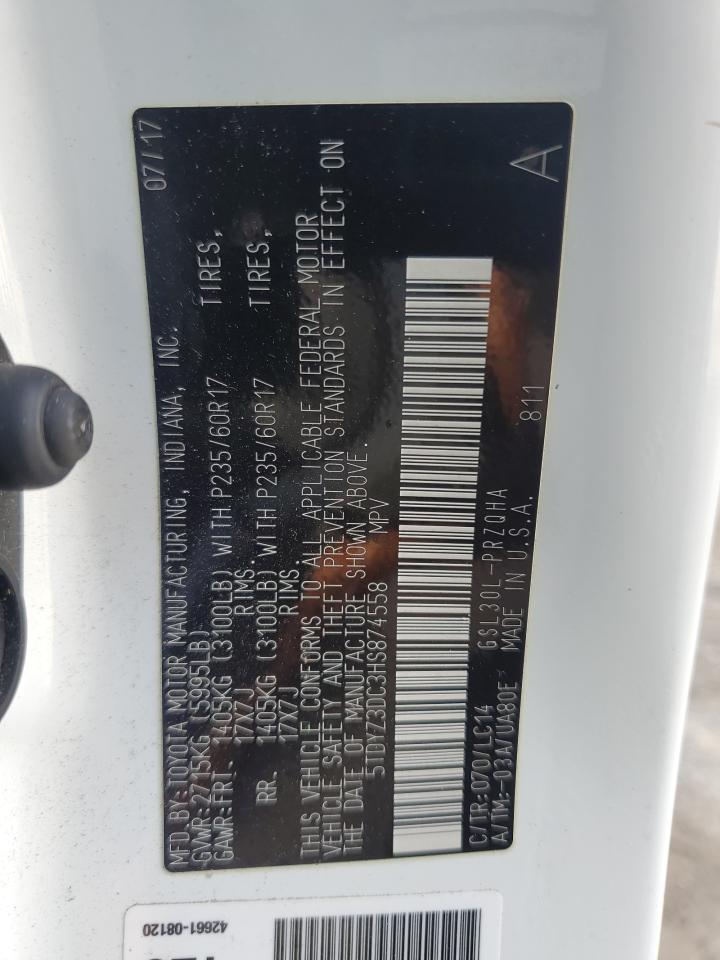 MFD.BY:TOYOTA MOTOR MANUFACTURING, INDIANA, INC. 07/17
GVWR:2715KG (5995LB)
GAWR:FRT. 1405KG (3100LB) WITH P235/60R17 TIRES,
17X7J RIMS.
RR. 1405KG (3100LB) WITH P235/60R17 TIRES,
17X7J RIMS
THIS VEHICLE CONFORMS TO ALL APPLICABLE FEDERAL MOTOR
VEHICLE SAFETY AND THEFT PREVENTION STANDARDS IN EFFECT ON
THE DATE OF MANUFACTURE SHOWN ABOVE.
5TDYZ3DC3HS874558 MPV
C/TR:070/LC14 GSL30L-PRZQHA 811
A/TM:-03A/UA80E MADE IN U.S.A. A
42661-08120